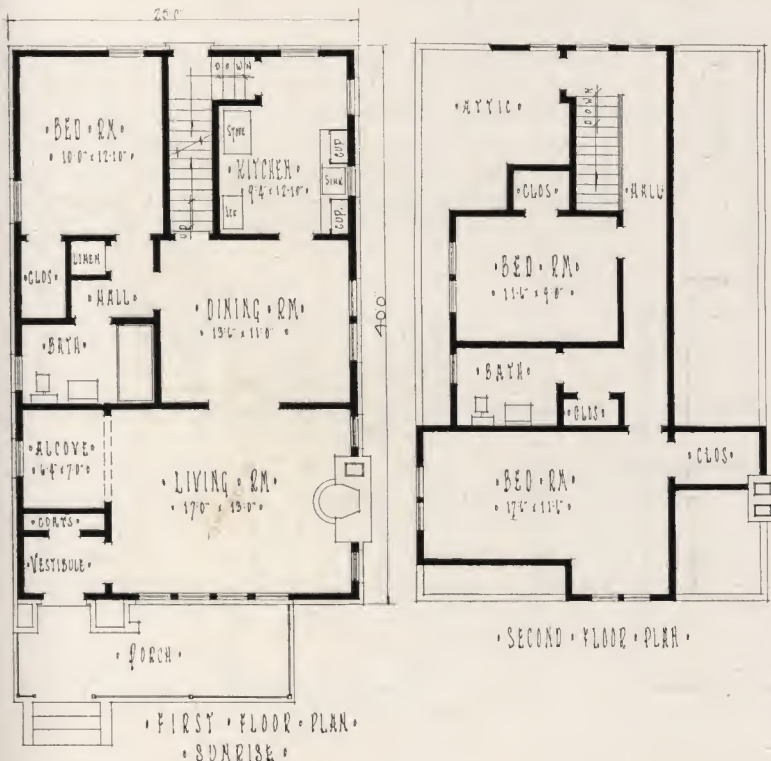 25'0"
• BED • RM •
10'0" x 12'10"
DOWN
STOVE
• KITCHEN •
9'4" x 12'10"
ICE
CUP.
SINK
CUP.
UP
LINEN
• CLOS •
• HALL •
• DINING • RM •
13'6" x 11'0"
40'0"
• BATH •
• ALCOVE •
6'4" x 7'0"
• LIVING • RM •
17'0" x 13'0"
• COATS •
• VESTIBULE •
• PORCH •
• FIRST • FLOOR • PLAN •
• SUNRISE •
• ATTIC •
DOWN
• CLOS •
• HALL •
• BED • RM •
11'6" x 9'8"
• BATH •
• CLOS •
• BED • RM •
17'6" x 11'6"
• CLOS •
• SECOND • FLOOR • PLAN •